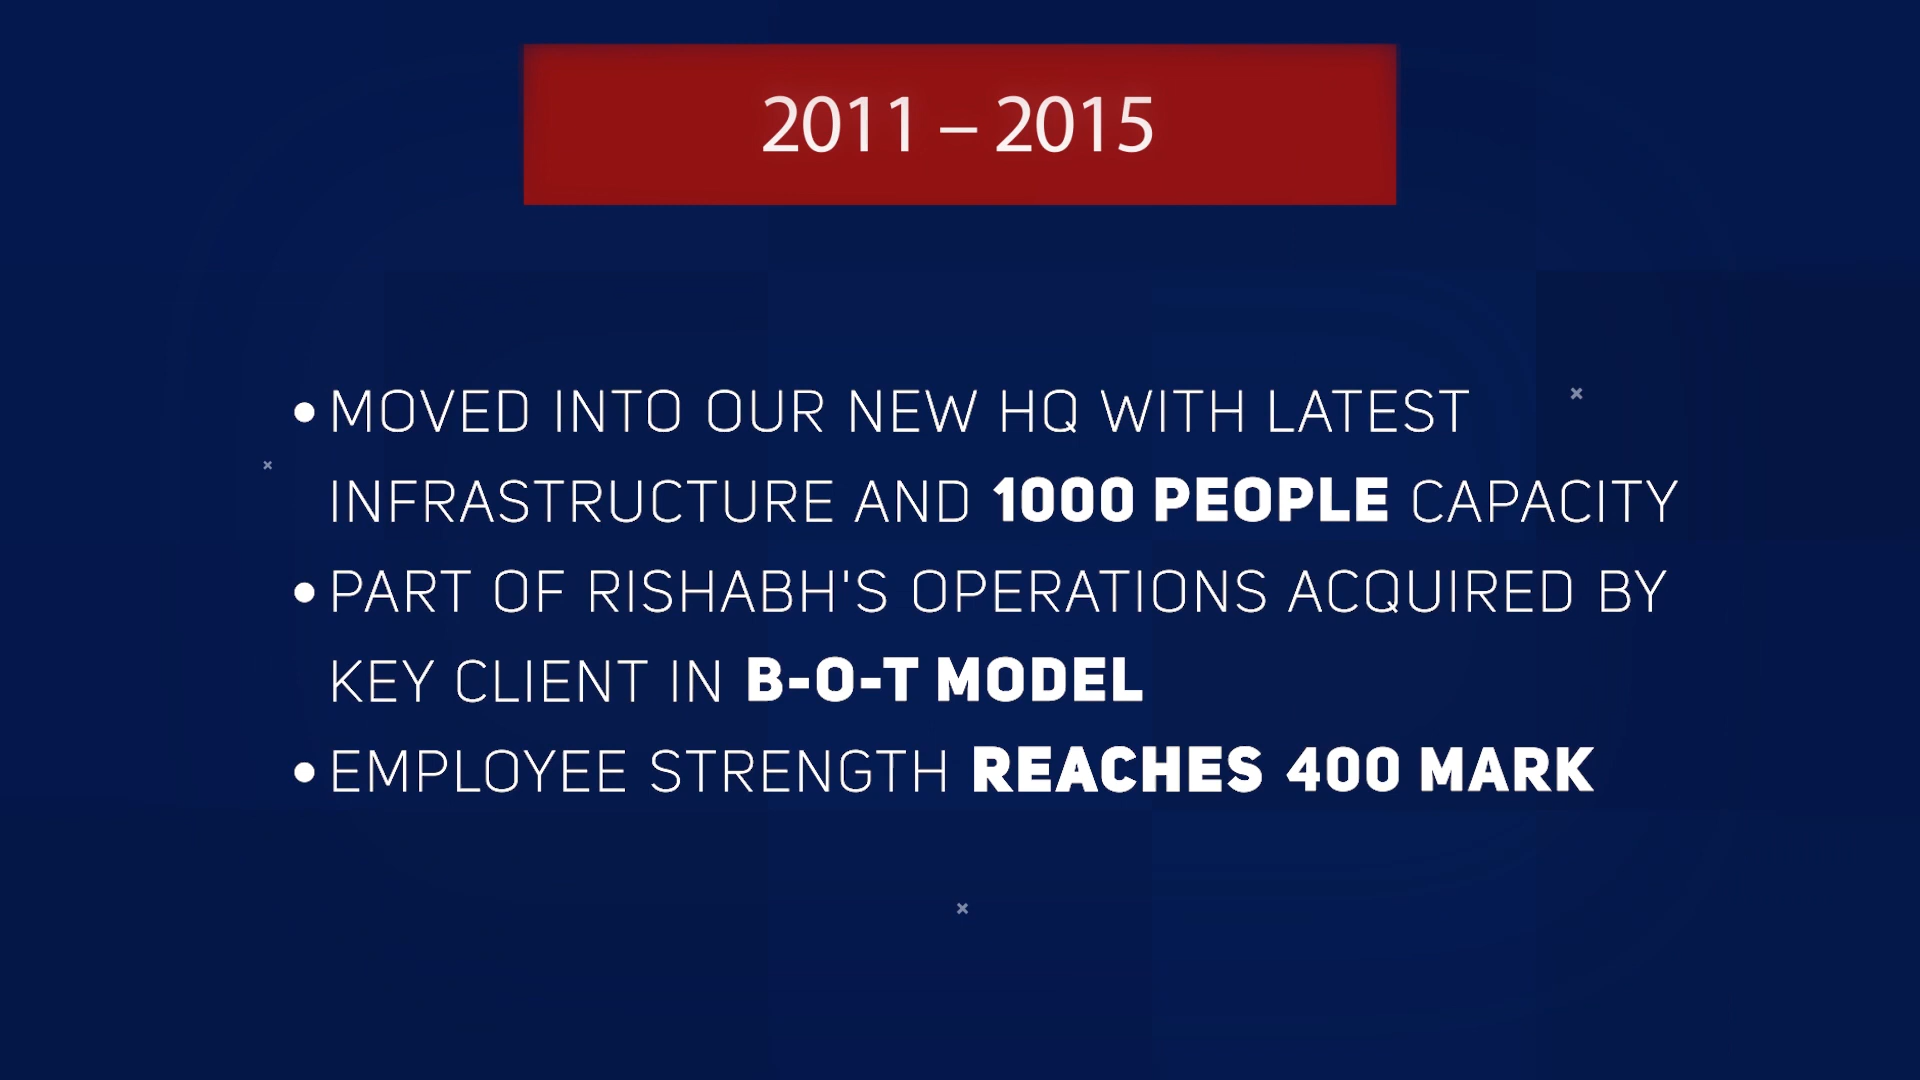 2011 – 2015
• MOVED INTO OUR NEW HQ WITH LATEST
INFRASTRUCTURE AND 1000 PEOPLE CAPACITY
• PART OF RISHABH'S OPERATIONS ACQUIRED BY
KEY CLIENT IN B-O-T MODEL
• EMPLOYEE STRENGTH REACHES 400 MARK